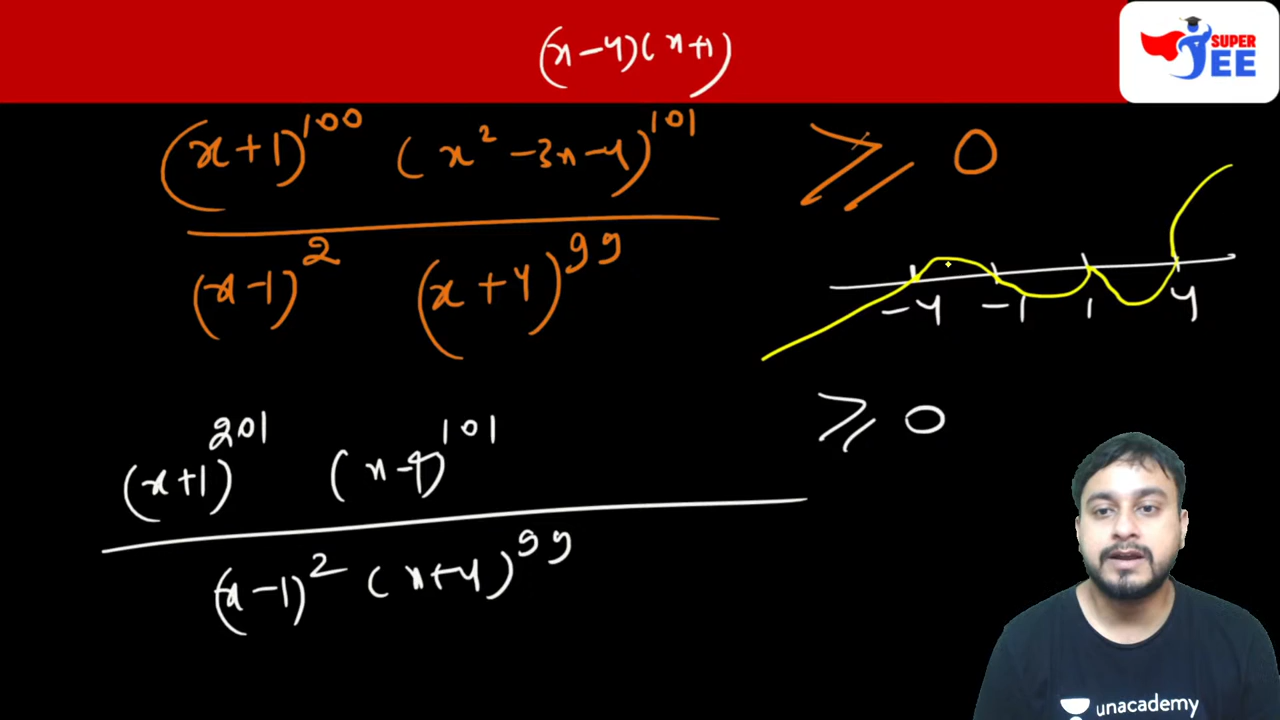 (x-4)(x+1)
SUPER
JEE
(x+1)^100 (x^2 -3x-4)^101 ≥ 0
(x-1)^2 (x+4)^99
-4 -1 1 4
(x+1)^201 (x-4)^101 ≥ 0
(x-1)^2 (x+4)^99
unacademy